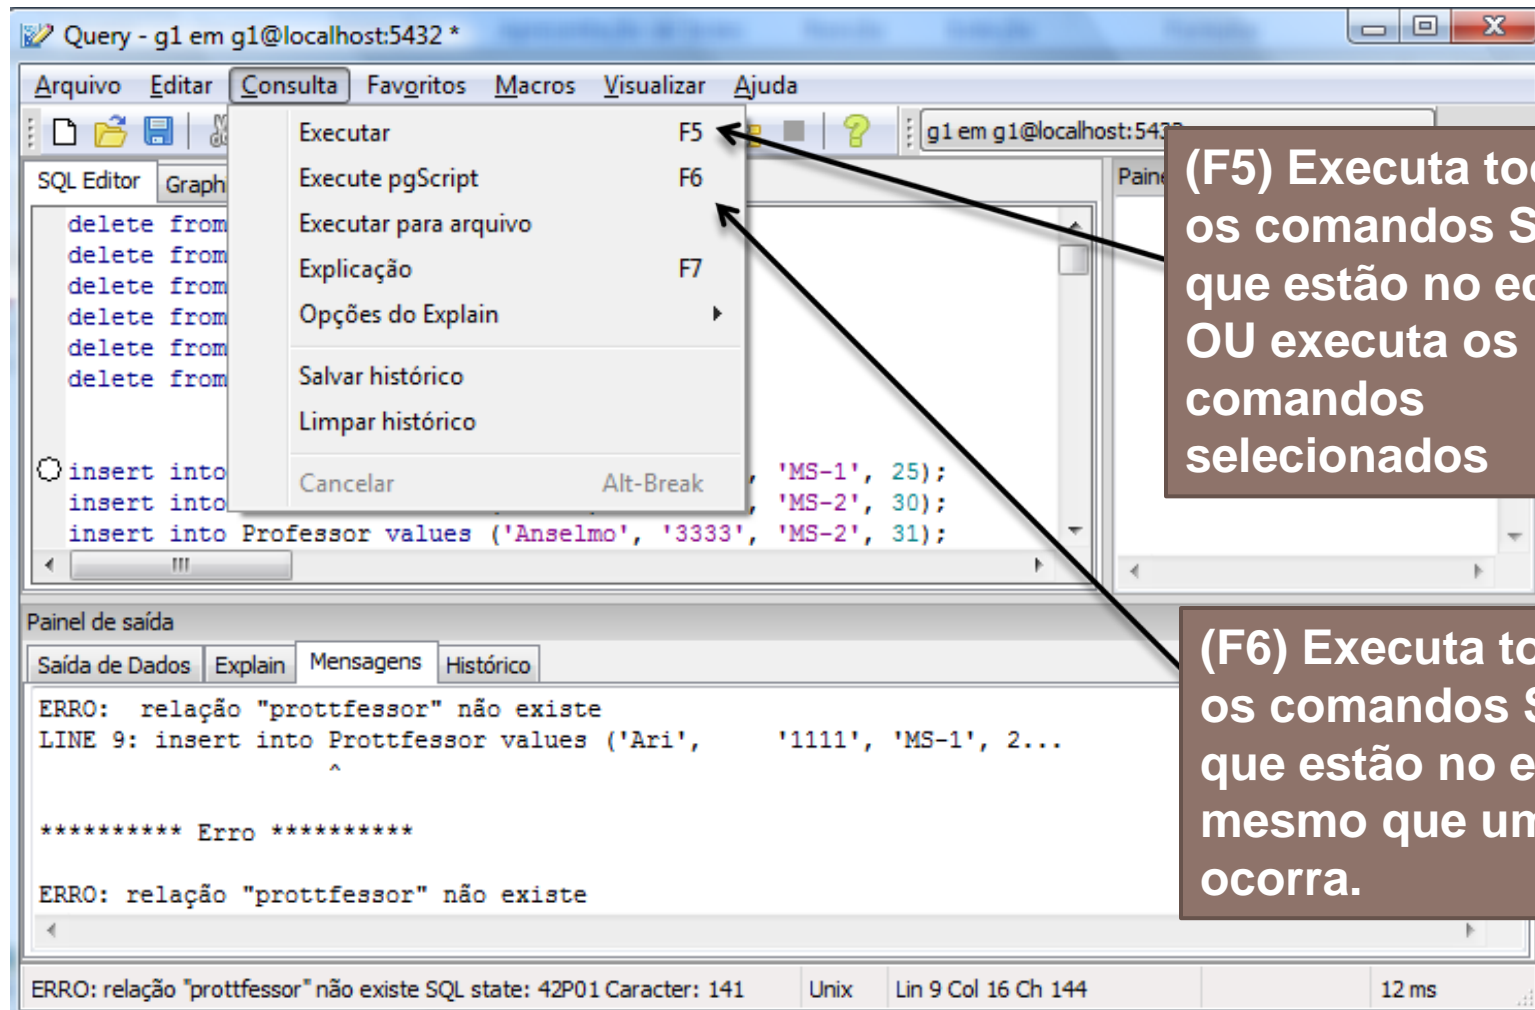 Query - g1 em g1@localhost:5432 *
Arquivo Editar Consulta Favoritos Macros Visualizar Ajuda
g1 em g1@localhost:543
Executar F5
Execute pgScript F6
Executar para arquivo
Explicação F7
Opções do Explain
Salvar histórico
Limpar histórico
Cancelar Alt-Break
SQL Editor Graph
delete from
delete from
delete from
delete from
delete from
delete from
insert into , 'MS-1', 25);
insert into , 'MS-2', 30);
insert into Professor values ('Anselmo', '3333', 'MS-2', 31);
Paine
(F5) Executa to
os comandos S
que estão no e
OU executa os
comandos
selecionados
Painel de saída
Saída de Dados Explain Mensagens Histórico
ERRO: relação "prottfessor" não existe
LINE 9: insert into Prottfessor values ('Ari', '1111', 'MS-1', 2...
^
********** Erro **********
ERRO: relação "prottfessor" não existe
(F6) Executa to
os comandos S
que estão no e
mesmo que um
ocorra.
ERRO: relação "prottfessor" não existe SQL state: 42P01 Caracter: 141 Unix Lin 9 Col 16 Ch 144 12 ms